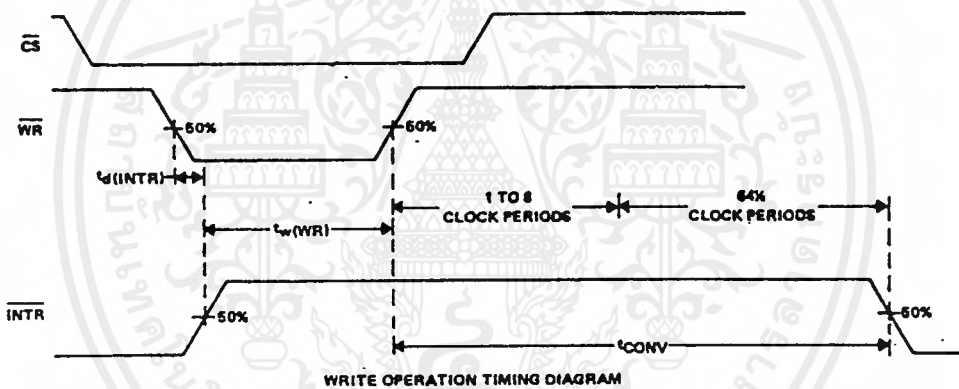 CS
WR
50%
50%
td(INTR)
1 TO 8
CLOCK PERIODS
64½
CLOCK PERIODS
tw(WR)
INTR
50%
50%
tCONV
WRITE OPERATION TIMING DIAGRAM